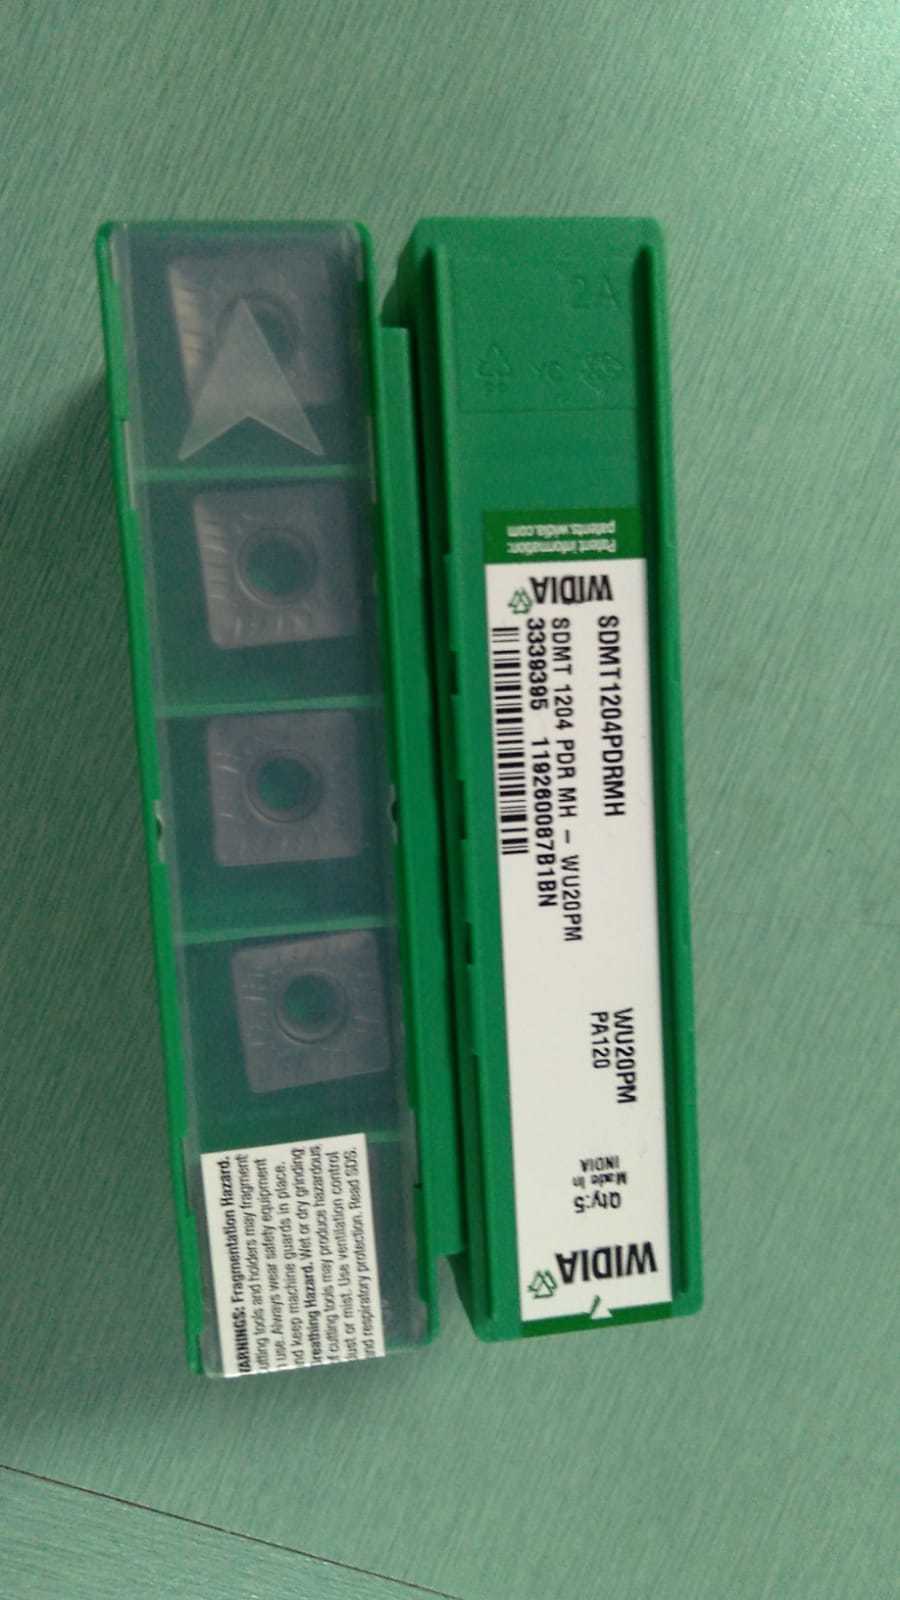 WARNINGS: Fragmentation Hazard.
cutting tools and holders may fragment
use. Always wear safety equipment
and keep machine guards in place.
Breathing Hazard. Wet or dry grinding
of cutting tools may produce hazardous
dust or mist. Use ventilation control
and respiratory protection. Read SDS.
2A
Patent information:
patents.widia.com
WIDIA
SDMT1204PDRMH
SDMT 1204 PDR MH - WU20PM
3339395 119260087B1BN
WU20PM
PA120
Qty:5
Made in
INDIA
WIDIA